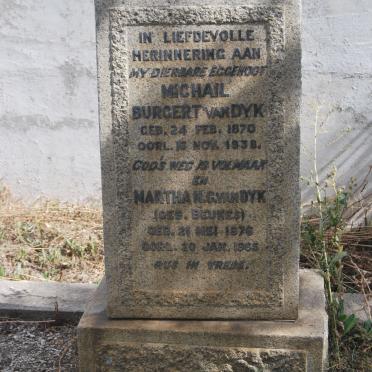 IN LIEFDEVOLLE
HERINNERING AAN
MY DIERBARE EGGENOOT
MICHAIL
BURGERT VAN DYK
GEB. 24 FEB. 1870
OORL. 16 NOV. 1938.
GOD'S WEG IS VOLMAAK
EN
MARTHA M.G. VAN DYK
(GEB. BEUKES)
GEB. 21 MEI 1876
OORL. 20 JAN. 1965
RUS IN VREDE.